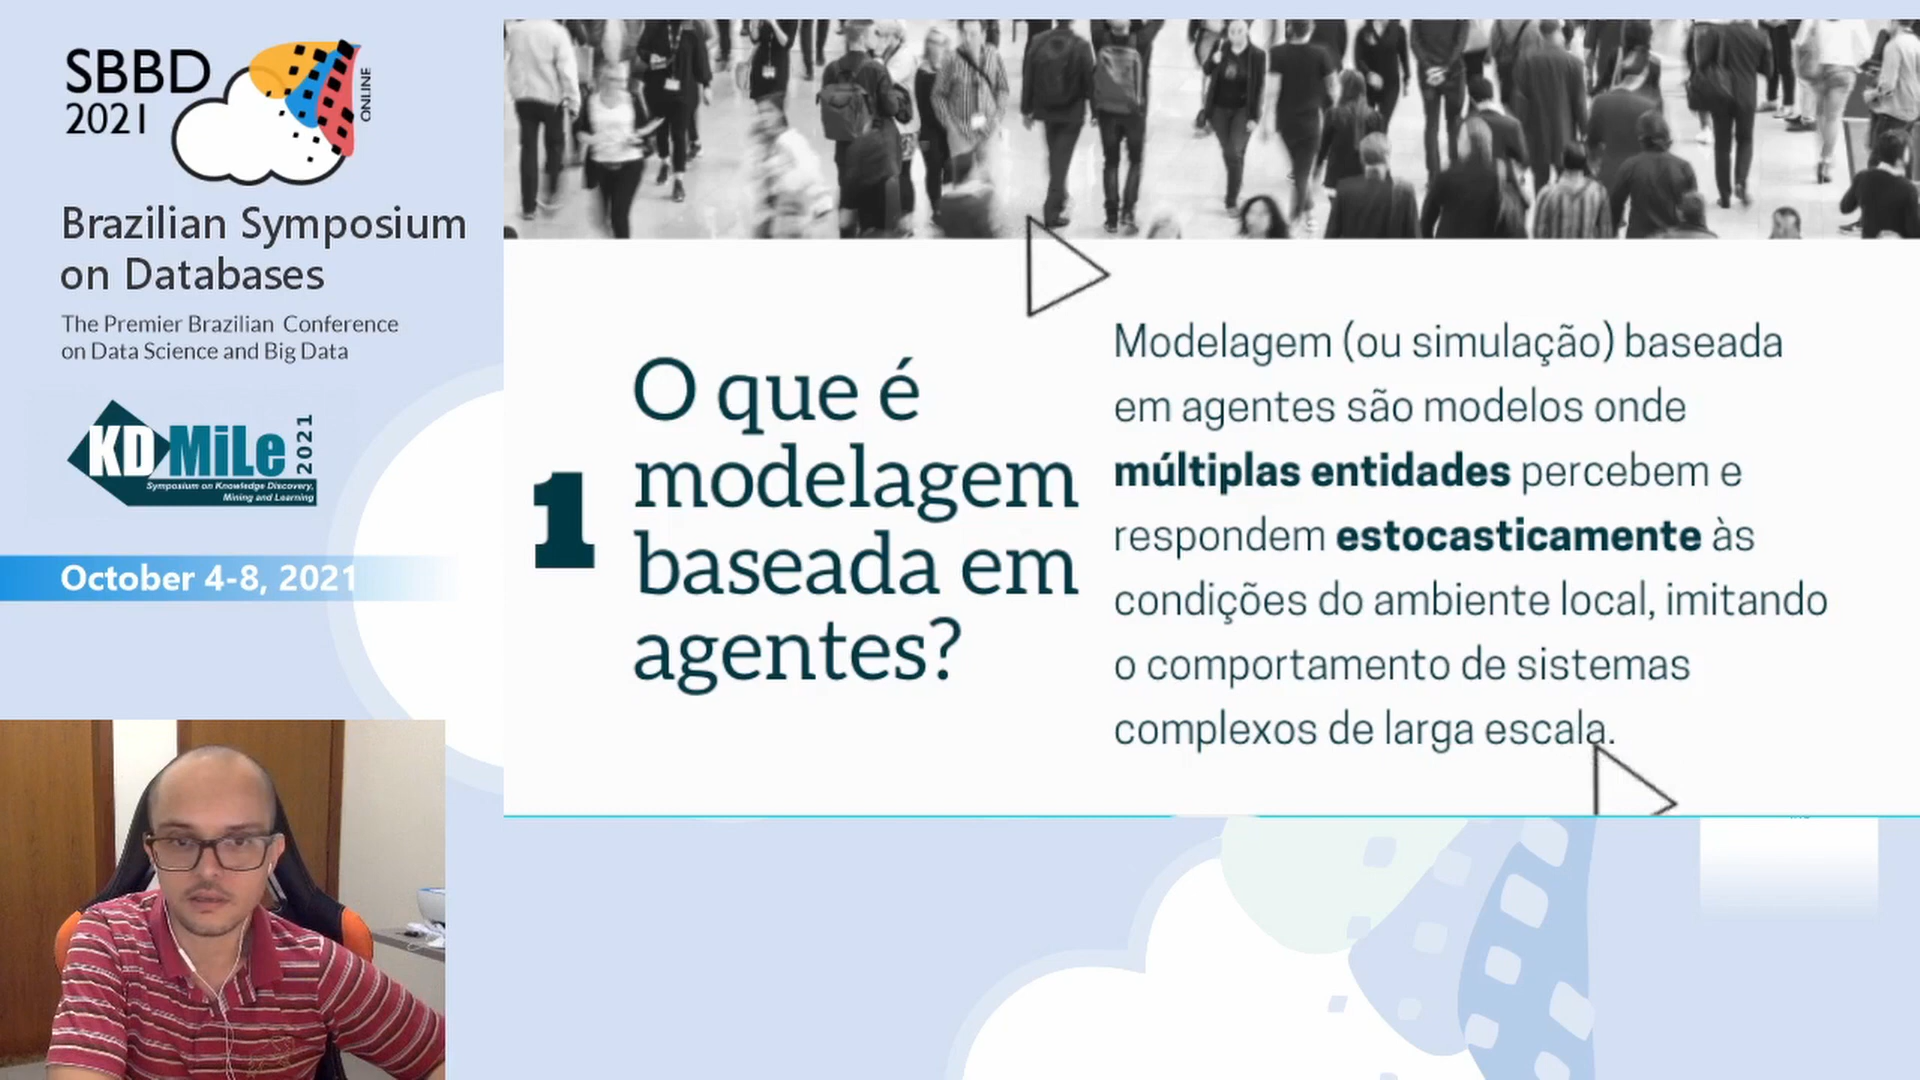 SBBD
2021
ONLINE
Brazilian Symposium
on Databases
The Premier Brazilian Conference
on Data Science and Big Data
KDMiLe
2021
Symposium on Knowledge Discovery,
Mining and Learning
October 4-8, 2021
1
O que é
modelagem
baseada em
agentes?
Modelagem (ou simulação) baseada
em agentes são modelos onde
múltiplas entidades percebem e
respondem estocasticamente às
condições do ambiente local, imitando
o comportamento de sistemas
complexos de larga escala.